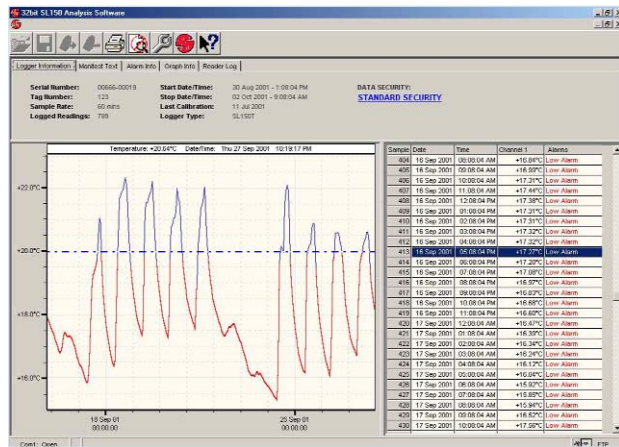 32bit SL150 Analysis Software
Logger Information Manifest Text Alarm Info Graph Info Reader Log
Serial Number: 00666-00019 Start Date/Time: 30 Aug 2001 - 1:08:04 PM DATA SECURITY:
Tag Number: 123 Stop Date/Time: 02 Oct 2001 - 9:08:04 AM STANDARD SECURITY
Sample Rate: 60 mins Last Calibration: 11 Jul 2001
Logged Readings: 789 Logger Type: SL150T
Temperature: +20.64°C Date/Time: Thu 27 Sep 2001 10:19:17 PM
+22.0°C
+20.0°C
+18.0°C
+16.0°C
18 Sep 01 25 Sep 01
00:00:00 00:00:00
Sample Date Time Channel 1 Alarms
404 16 Sep 2001 08:08:04 AM +16.84°C Low Alarm
405 16 Sep 2001 09:08:04 AM +16.99°C Low Alarm
406 16 Sep 2001 10:08:04 AM +17.31°C Low Alarm
407 16 Sep 2001 11:08:04 AM +17.44°C Low Alarm
408 16 Sep 2001 12:08:04 PM +17.38°C Low Alarm
409 16 Sep 2001 01:08:04 PM +17.31°C Low Alarm
410 16 Sep 2001 02:08:04 PM +17.31°C Low Alarm
411 16 Sep 2001 03:08:04 PM +17.32°C Low Alarm
412 16 Sep 2001 04:08:04 PM +17.32°C Low Alarm
413 16 Sep 2001 05:08:04 PM +17.27°C Low Alarm
414 16 Sep 2001 06:08:04 PM +17.20°C Low Alarm
415 16 Sep 2001 07:08:04 PM +17.08°C Low Alarm
416 16 Sep 2001 08:08:04 PM +16.97°C Low Alarm
417 16 Sep 2001 09:08:04 PM +16.83°C Low Alarm
418 16 Sep 2001 10:08:04 PM +16.68°C Low Alarm
419 16 Sep 2001 11:08:04 PM +16.60°C Low Alarm
420 17 Sep 2001 12:08:04 AM +16.47°C Low Alarm
421 17 Sep 2001 01:08:04 AM +16.39°C Low Alarm
422 17 Sep 2001 02:08:04 AM +16.34°C Low Alarm
423 17 Sep 2001 03:08:04 AM +16.24°C Low Alarm
424 17 Sep 2001 04:08:04 AM +16.12°C Low Alarm
425 17 Sep 2001 05:08:04 AM +16.04°C Low Alarm
426 17 Sep 2001 06:08:04 AM +15.92°C Low Alarm
427 17 Sep 2001 07:08:04 AM +15.85°C Low Alarm
428 17 Sep 2001 08:08:04 AM +15.94°C Low Alarm
429 17 Sep 2001 09:08:04 AM +16.52°C Low Alarm
430 17 Sep 2001 10:08:04 AM +17.56°C Low Alarm
Com1: Open FTP